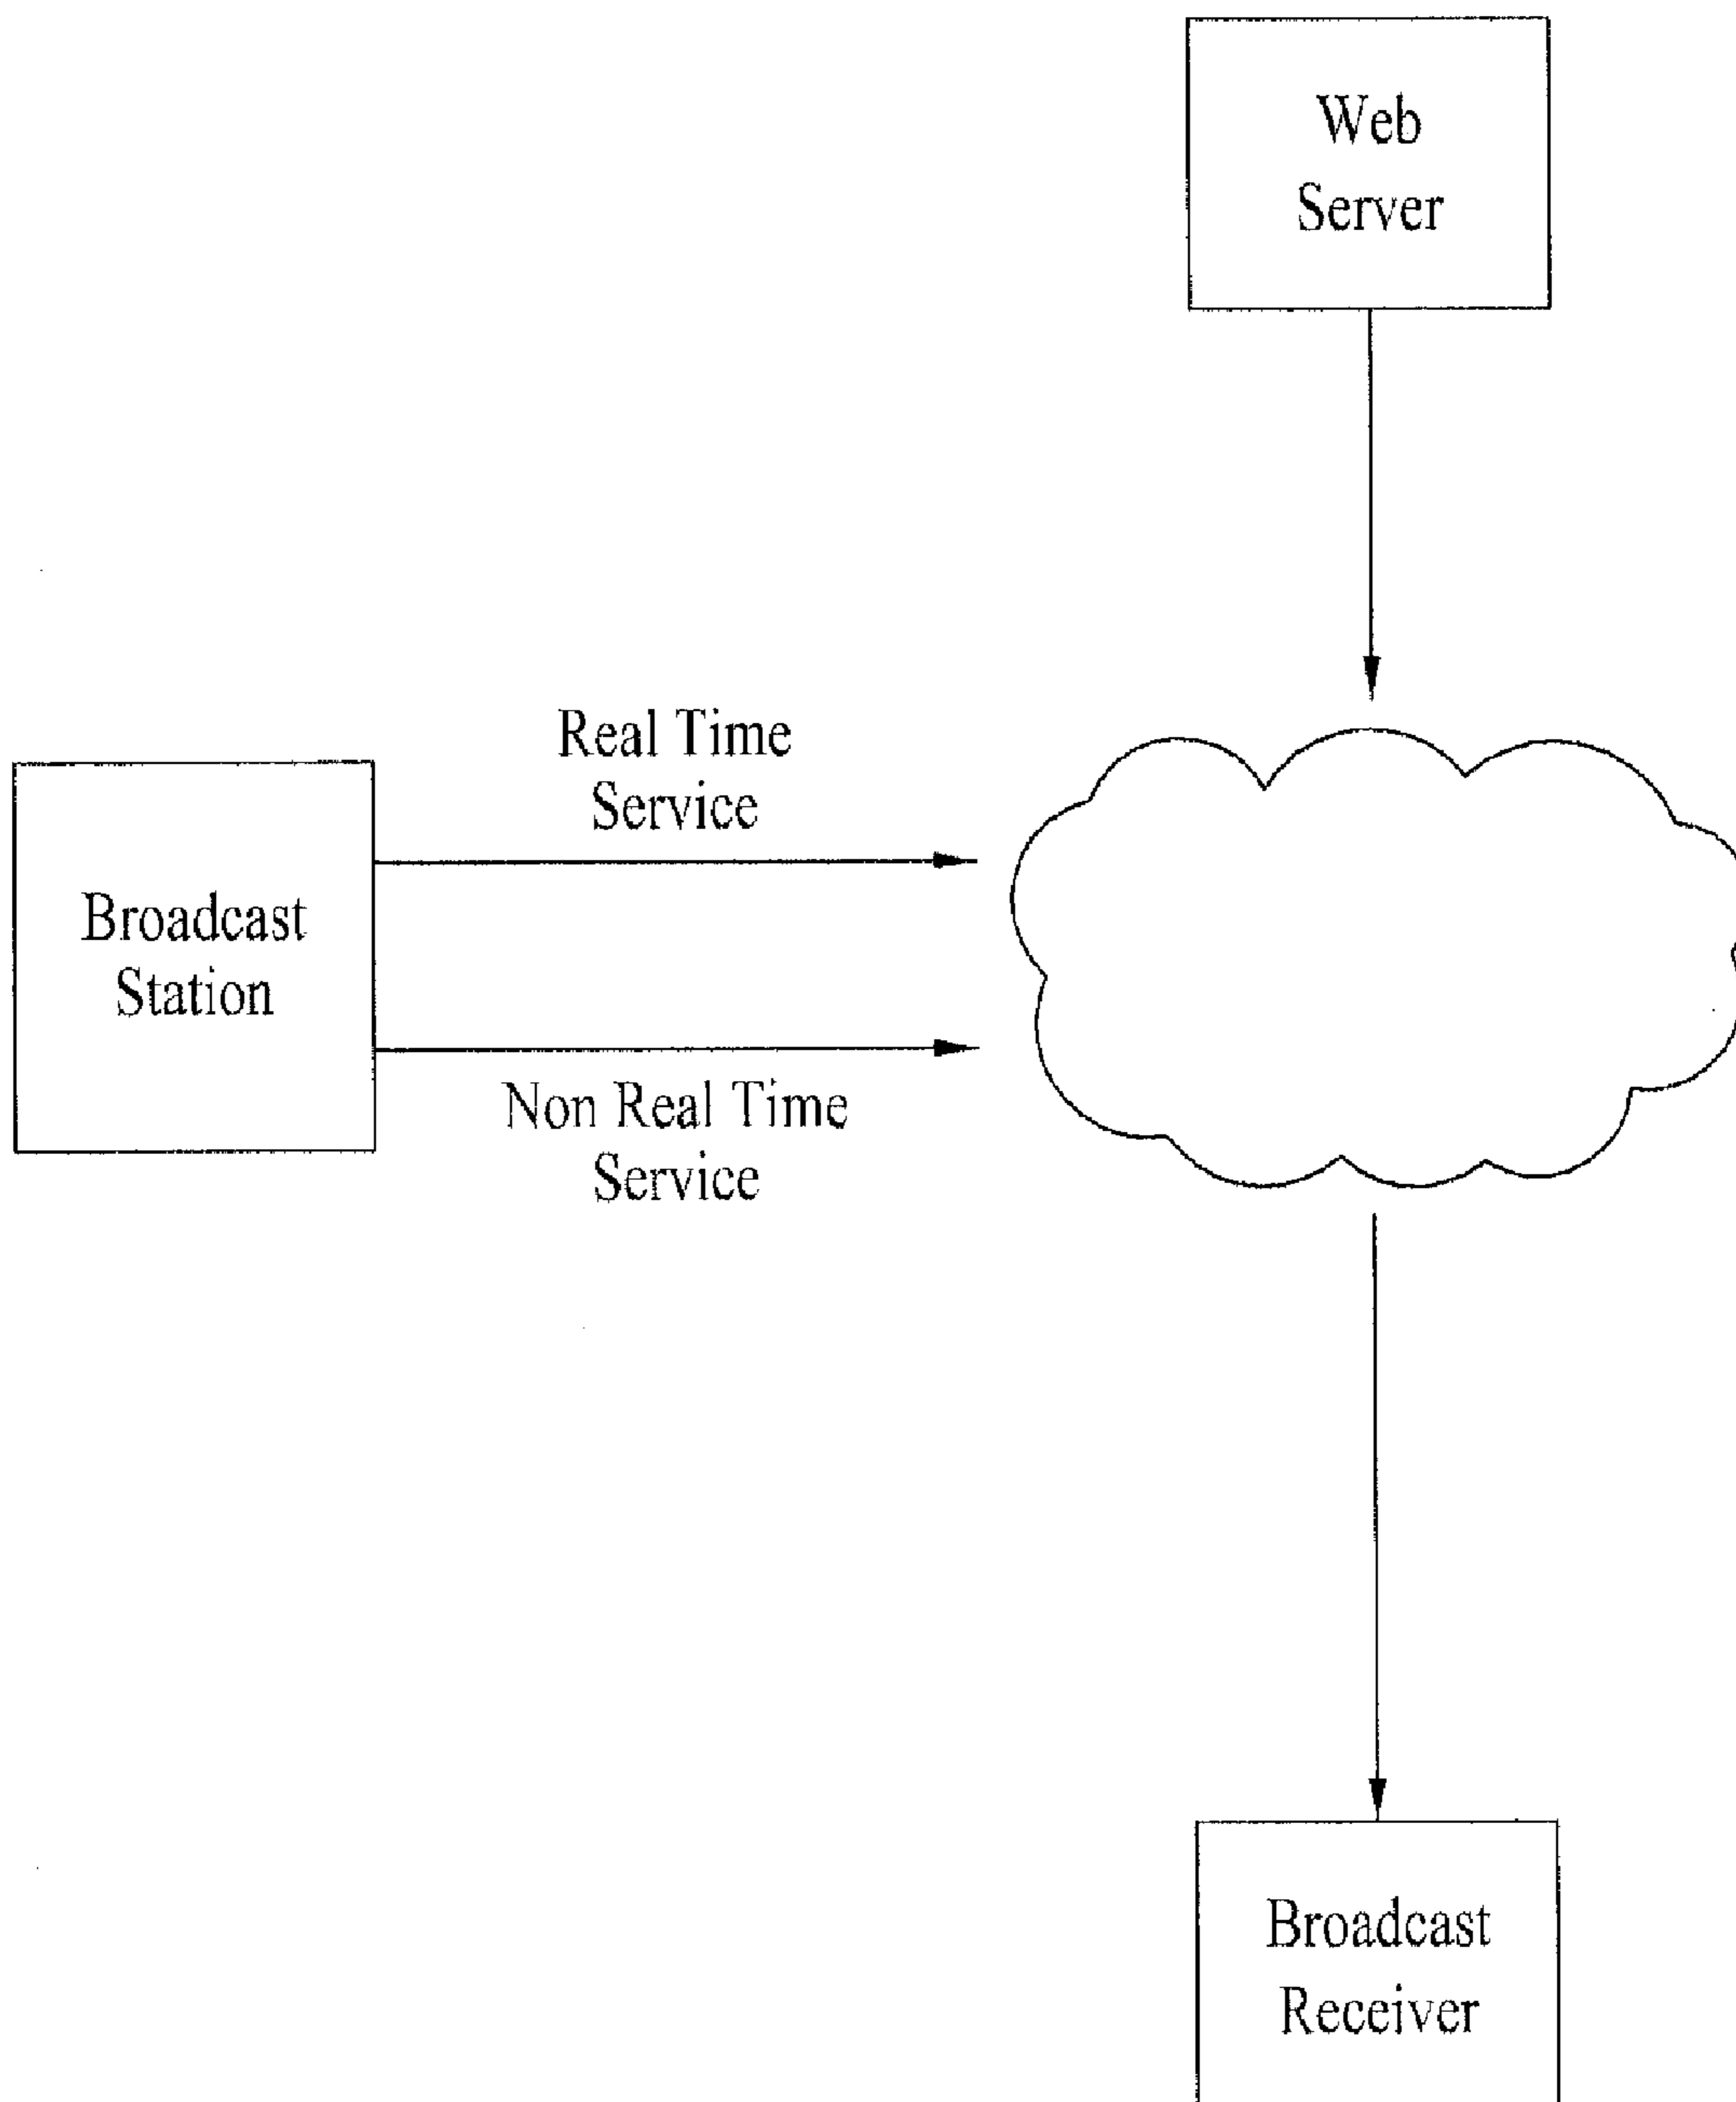 Web
Server
Real Time
Service
Broadcast
Station
Non Real Time
Service
Broadcast
Receiver